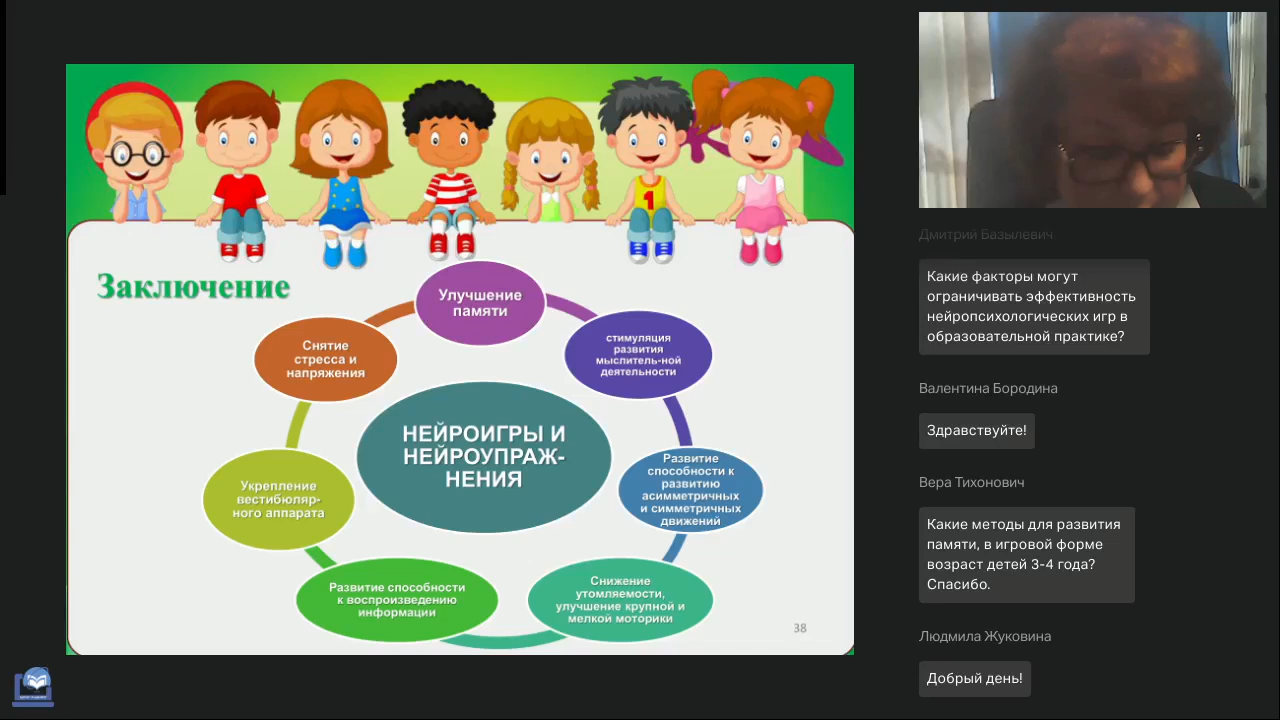 Заключение
Улучшение
памяти
стимуляция
развития
мыслитель-ной
деятельности
Развитие
способности к
развитию
асимметричных
и симметричных
движений
Снижение
утомляемости,
улучшение крупной и
мелкой моторики
Развитие способности
к воспроизведению
информации
Укрепление
вестибюляр-
ного аппарата
Снятие
стресса и
напряжения
НЕЙРОИГРЫ И
НЕЙРОУПРАЖ-
НЕНИЯ
1
38
Дмитрий Базылевич
Какие факторы могут
ограничивать эффективность
нейропсихологических игр в
образовательной практике?
Валентина Бородина
Здравствуйте!
Вера Тихонович
Какие методы для развития
памяти, в игровой форме
возраст детей 3-4 года?
Спасибо.
Людмила Жуковина
Добрый день!